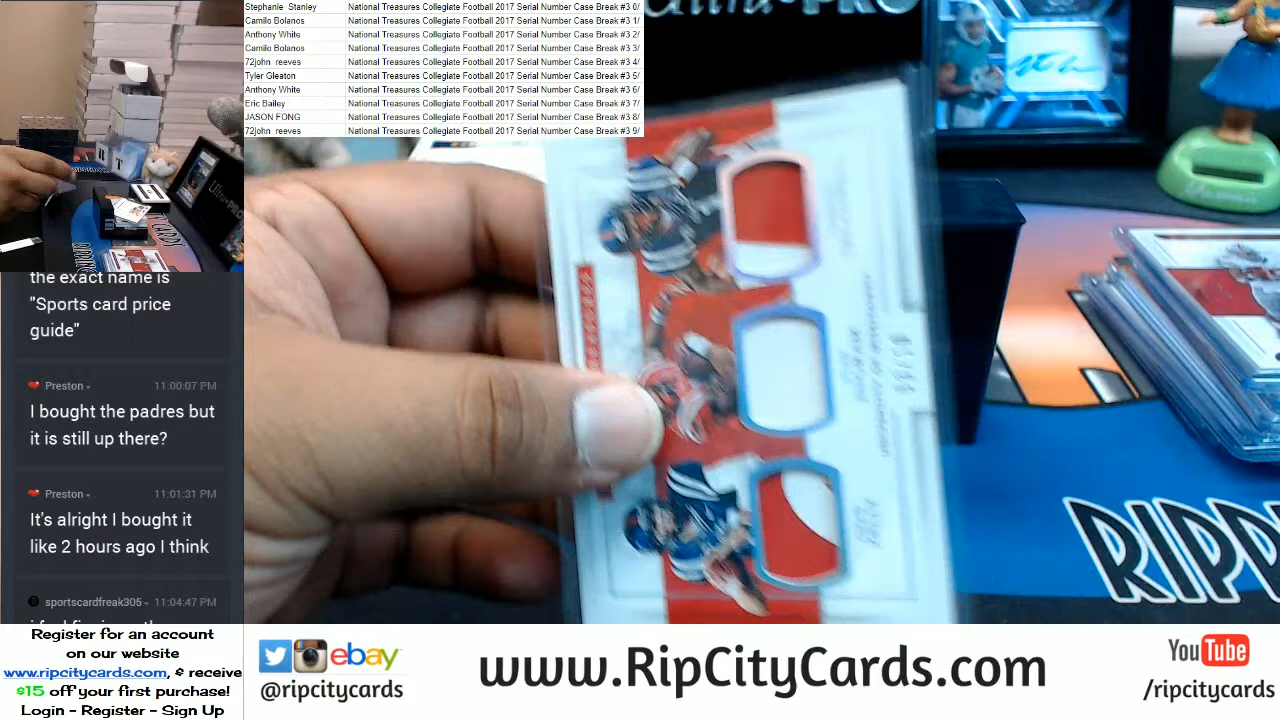 Stephanie Stanley National Treasures Collegiate Football 2017 Serial Number Case Break #3 0/
Camilo Bolanos National Treasures Collegiate Football 2017 Serial Number Case Break #3 1/
Anthony White National Treasures Collegiate Football 2017 Serial Number Case Break #3 2/
Camilo Bolanos National Treasures Collegiate Football 2017 Serial Number Case Break #3 3/
72john reeves National Treasures Collegiate Football 2017 Serial Number Case Break #3 4/
Tyler Gleaton National Treasures Collegiate Football 2017 Serial Number Case Break #3 5/
Anthony White National Treasures Collegiate Football 2017 Serial Number Case Break #3 6/
Eric Bailey National Treasures Collegiate Football 2017 Serial Number Case Break #3 7/
JASON FONG National Treasures Collegiate Football 2017 Serial Number Case Break #3 8/
72john reeves National Treasures Collegiate Football 2017 Serial Number Case Break #3 9/
Ultra PRO
the exact name is
"Sports card price
guide"
Preston 11:00:07 PM
I bought the padres but
it is still up there?
Preston 11:01:31 PM
It's alright I bought it
like 2 hours ago I think
sportscardfreak305 11:04:47 PM
RIPP
Register for an account
on our website
www.ripcitycards.com, & receive
$15 off your first purchase!
Login - Register - Sign Up
ebay
@ripcitycards
www.RipCityCards.com
YouTube
/ripcitycards